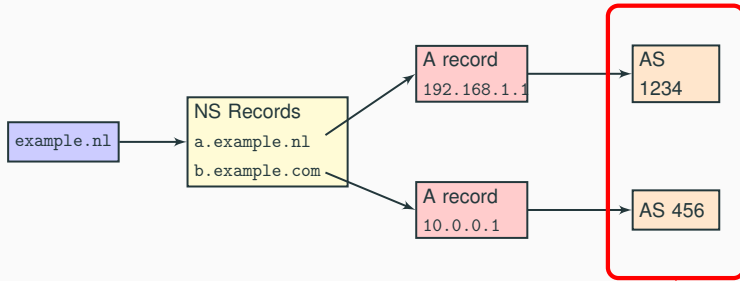 example.nl
NS Records
a.example.nl
b.example.com
A record
192.168.1.1
A record
10.0.0.1
AS
1234
AS 456